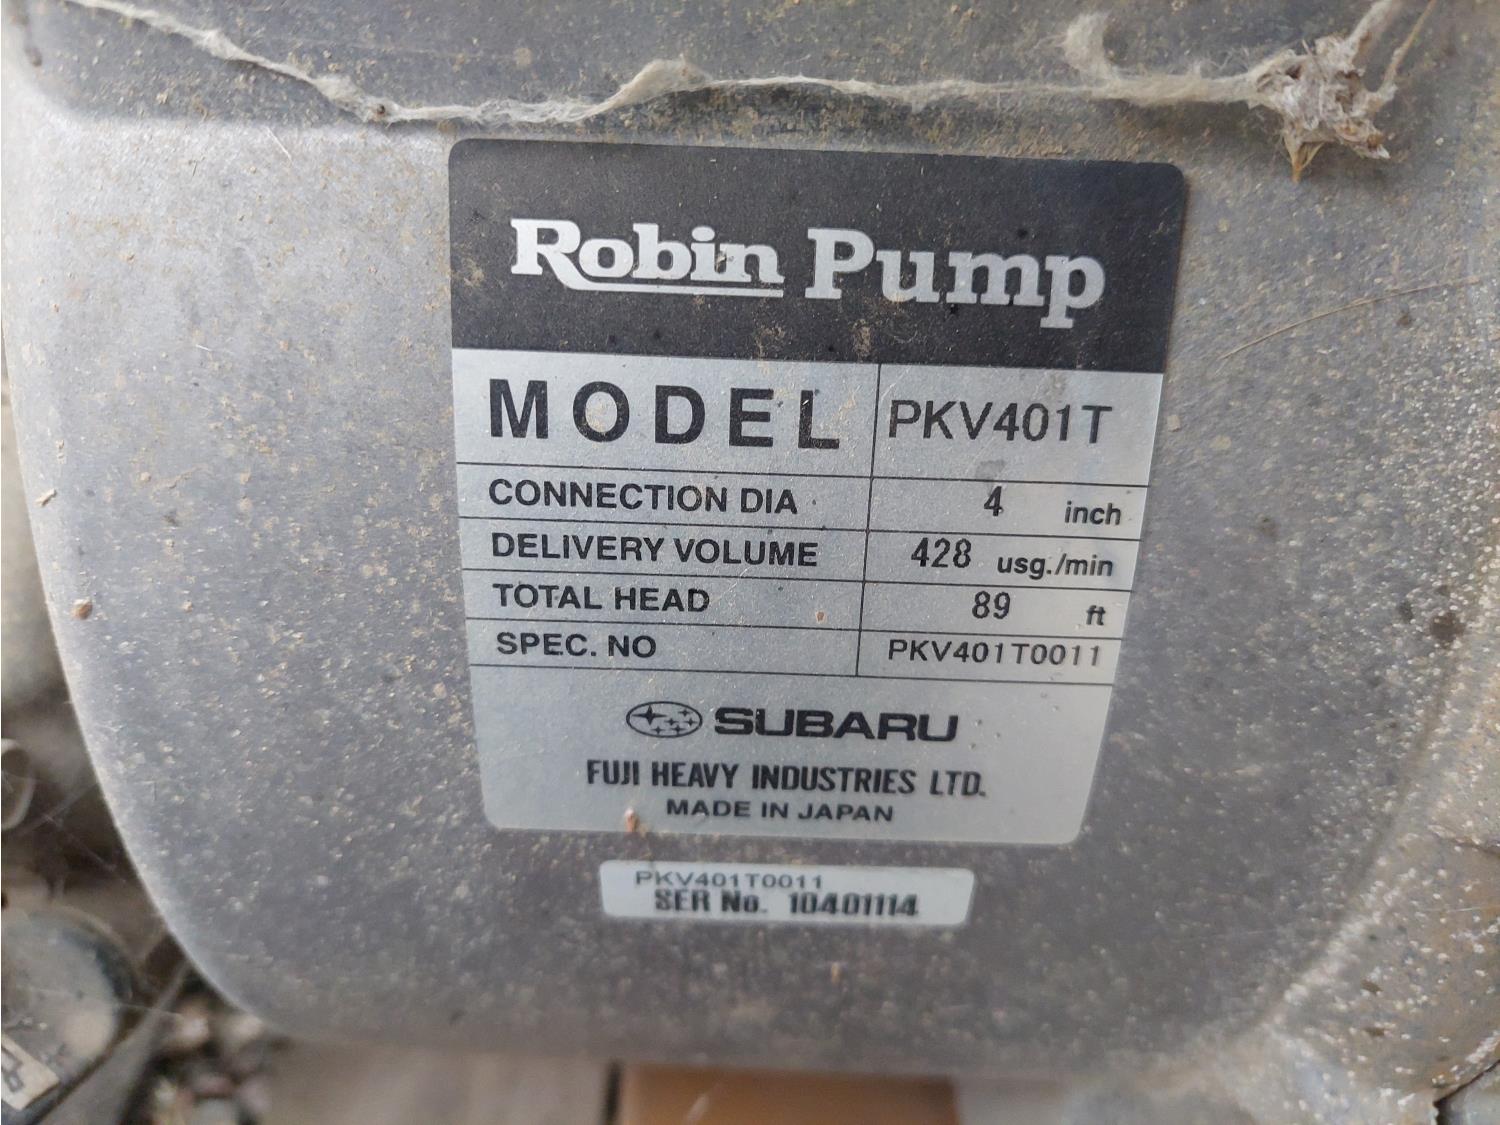 Robin Pump
MODEL PKV401T
CONNECTION DIA 4 inch
DELIVERY VOLUME 428 usg./min
TOTAL HEAD 89 ft
SPEC. NO PKV401T0011
SUBARU
FUJI HEAVY INDUSTRIES LTD.
MADE IN JAPAN
PKV401T0011
SER No. 10401114